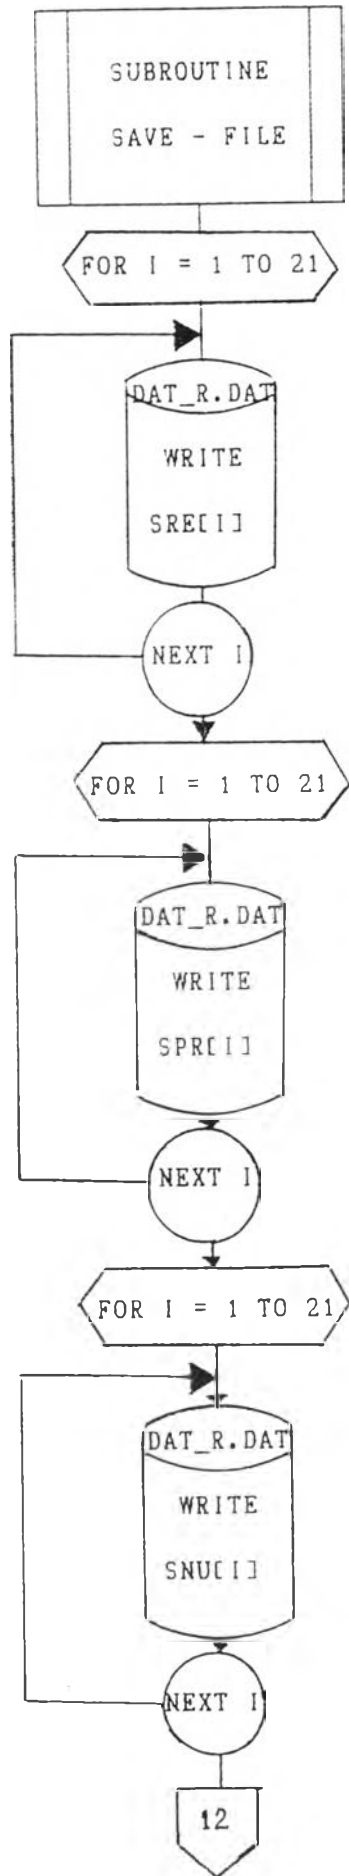 SUBROUTINE
SAVE - FILE
FOR I = 1 TO 21
DAT_R.DAT
WRITE
SRE[I]
NEXT I
FOR I = 1 TO 21
DAT_R.DAT
WRITE
SPR[I]
NEXT I
FOR I = 1 TO 21
DAT_R.DAT
WRITE
SNU[I]
NEXT I
12